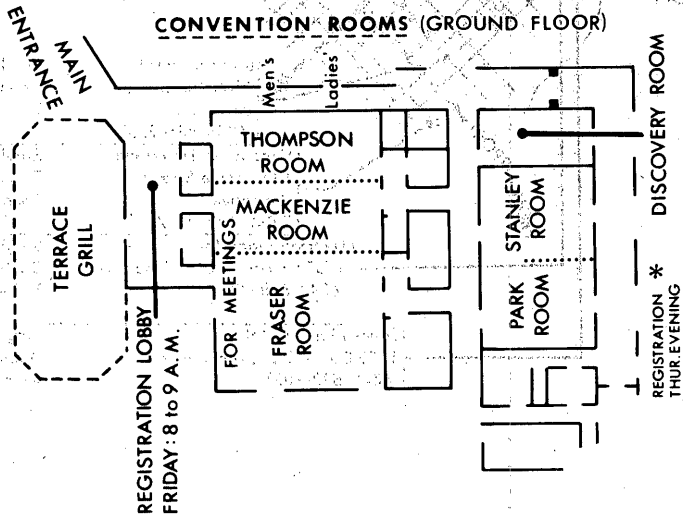 CONVENTION ROOMS (GROUND FLOOR)
MAIN
ENTRANCE
Men's
Ladies'
DISCOVERY ROOM
THOMPSON
ROOM
MACKENZIE
ROOM
STANLEY
ROOM
TERRACE
GRILL
FOR MEETINGS
FRASER
ROOM
PARK
ROOM
REGISTRATION LOBBY
FRIDAY : 8 to 9 A.M.
REGISTRATION *
THUR. EVENING